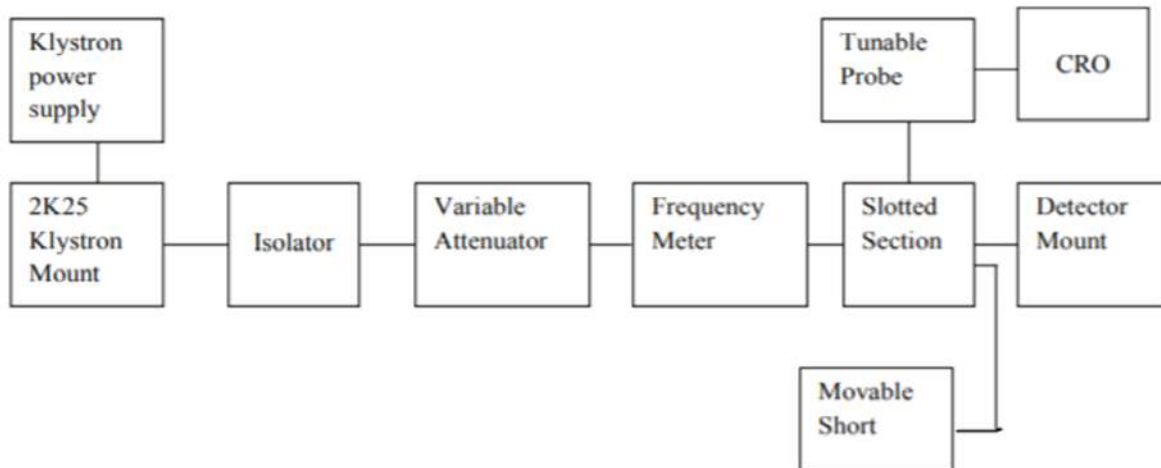 Klystron
power
supply
Tunable
Probe
CRO
2K25
Klystron
Mount
Isolator
Variable
Attenuator
Frequency
Meter
Slotted
Section
Detector
Mount
Movable
Short